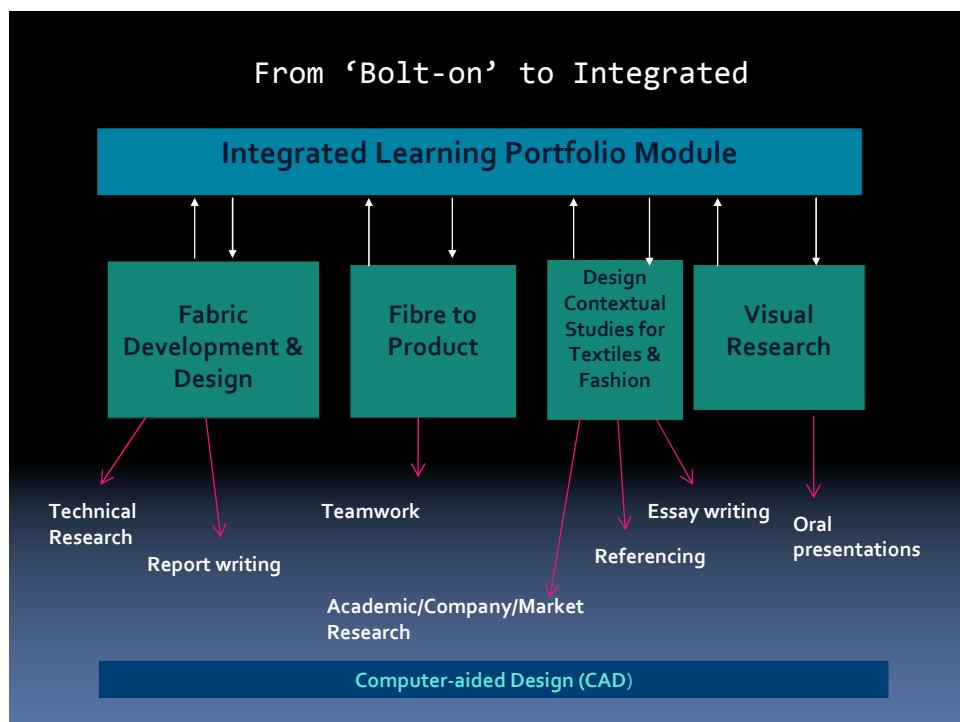 From ‘Bolt-on’ to Integrated
Integrated Learning Portfolio Module
Fabric
Development &
Design
Fibre to
Product
Design
Contextual
Studies for
Textiles &
Fashion
Visual
Research
Technical
Research
Report writing
Teamwork
Academic/Company/Market
Research
Essay writing
Referencing
Oral
presentations
Computer-aided Design (CAD)